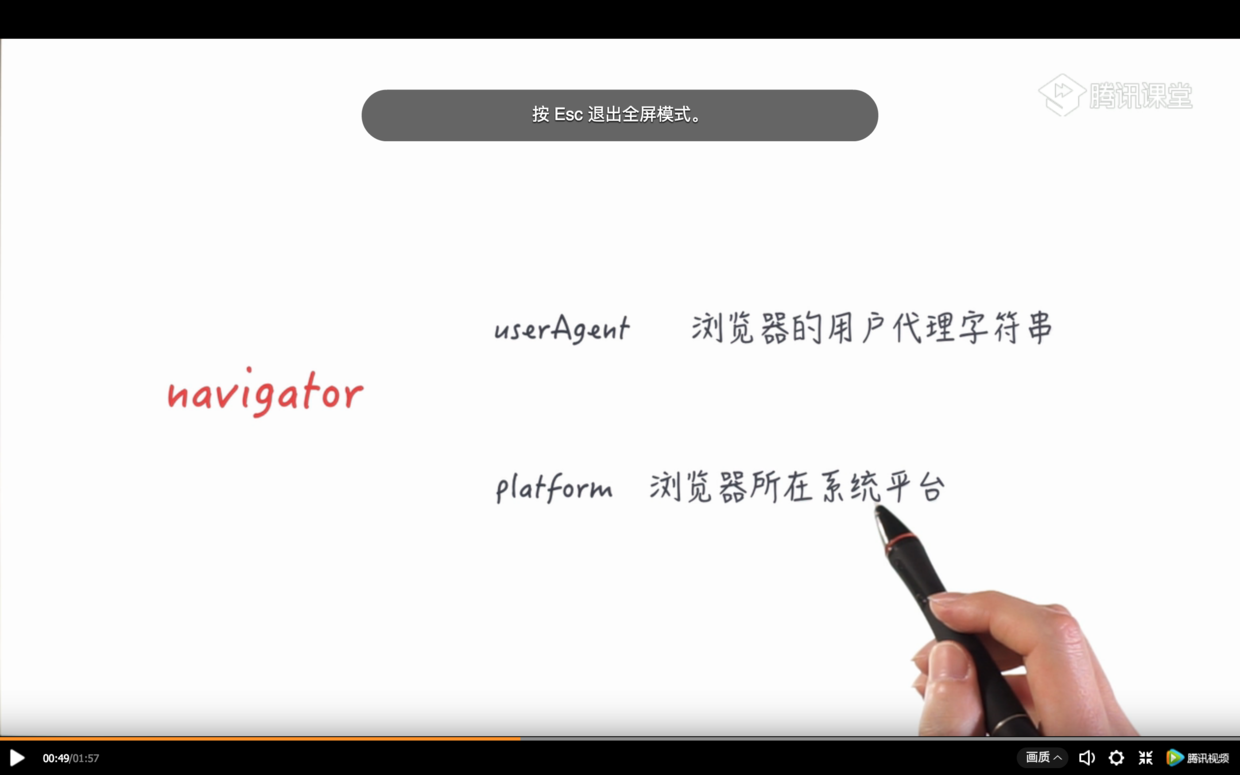 腾讯课堂
按 Esc 退出全屏模式。
userAgent 浏览器的用户代理字符串
navigator
platform 浏览器所在系统平台
00:49/01:57
画质
腾讯视频